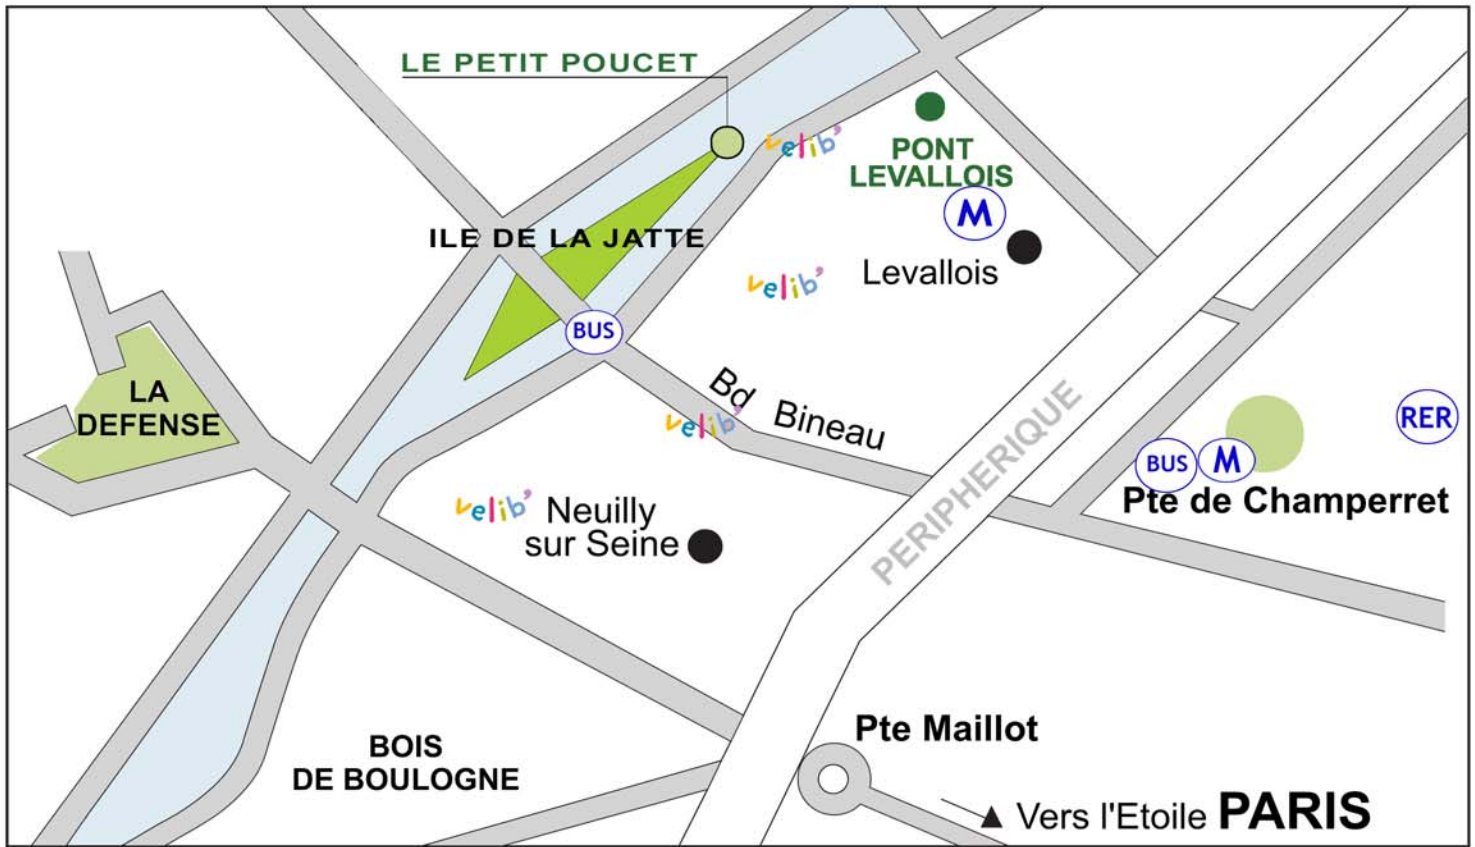 LE PETIT POUCET
velib'
PONT
LEVALLOIS
M
ILE DE LA JATTE
Levallois
velib'
BUS
LA
DEFENSE
Bd Bineau
velib'
PERIPHERIQUE
RER
BUS
M
Pte de Champerret
velib'
Neuilly
sur Seine
Pte Maillot
BOIS
DE BOULOGNE
Vers l'Etoile PARIS